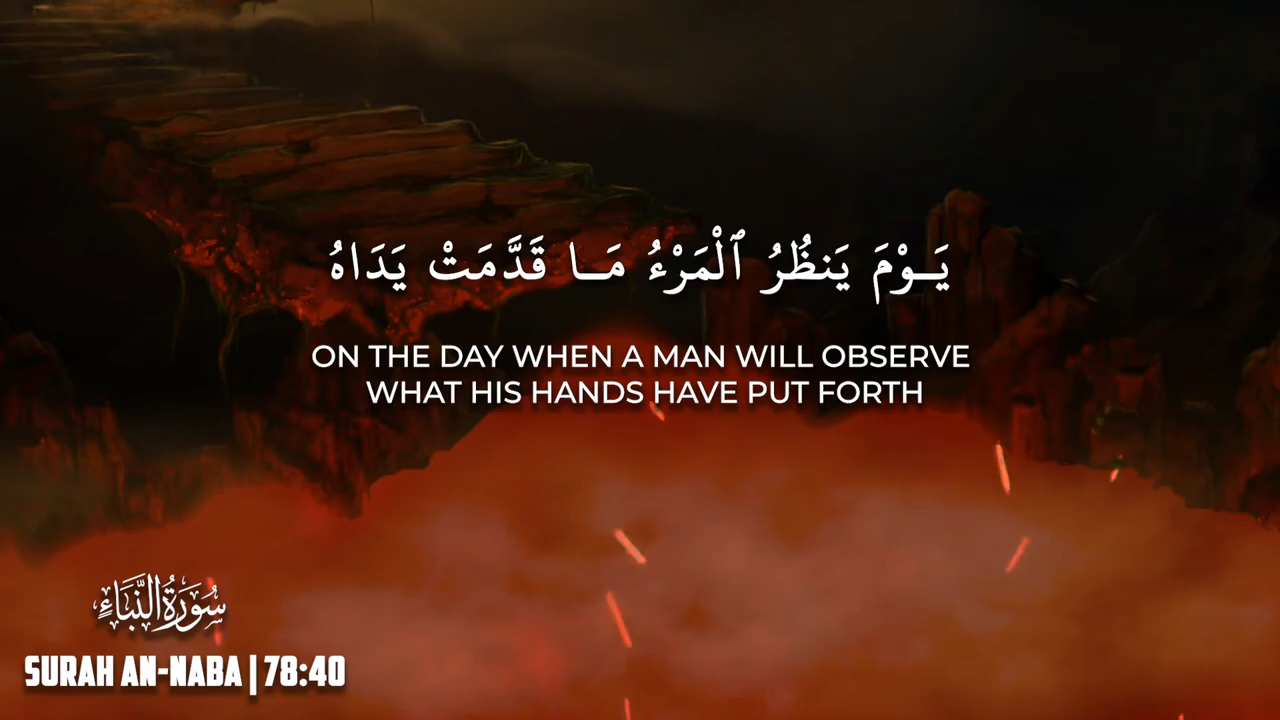 يَـوْمَ يَنظُرُ ٱلْمَرْءُ مَـا قَدَّمَتْ يَدَاهُ
ON THE DAY WHEN A MAN WILL OBSERVE
WHAT HIS HANDS HAVE PUT FORTH
سُورَةُ النَّبَاءٍ
SURAH AN-NABA | 78:40